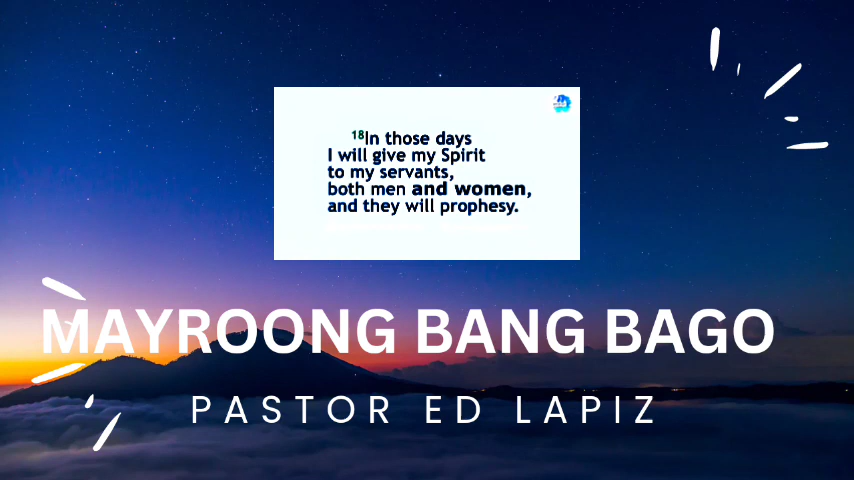 18In those days
I will give my Spirit
to my servants,
both men and women,
and they will prophesy.
MAYROONG BANG BAGO
PASTOR ED LAPIZ